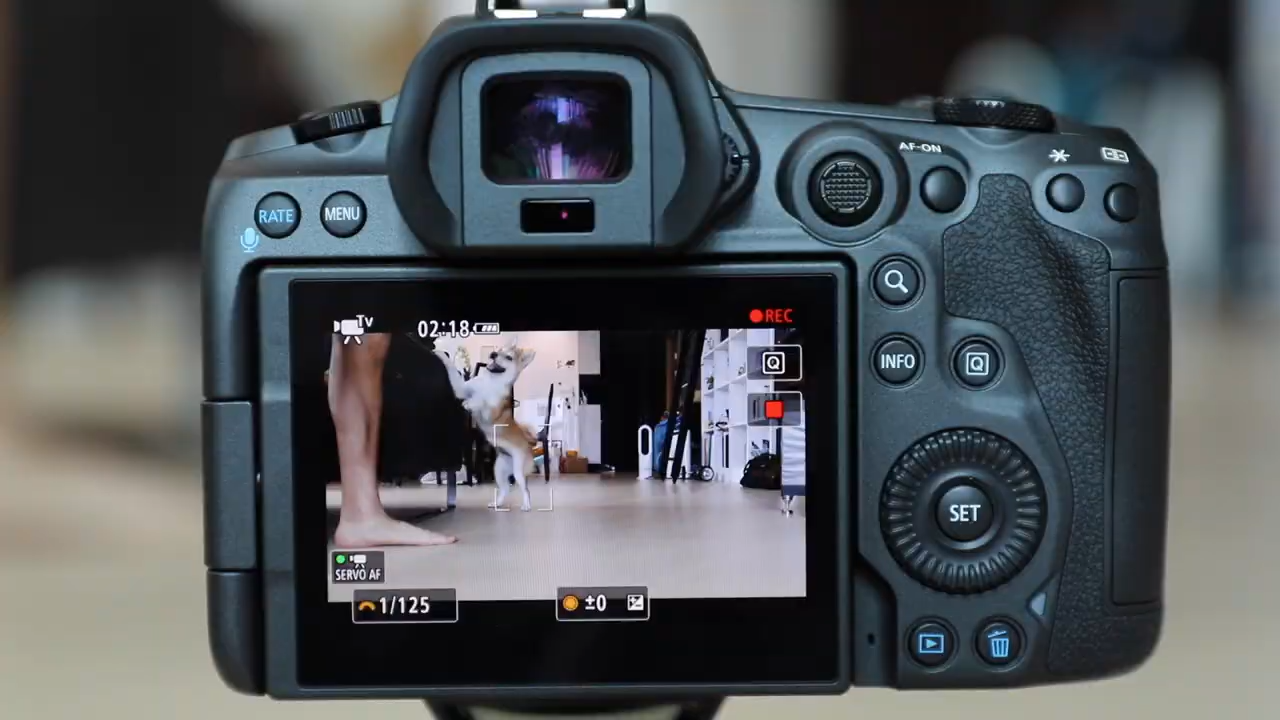 AF-ON
RATE
MENU
Tv
02:18
REC
Q
INFO
Q
SET
SERVO AF
1/125
±0